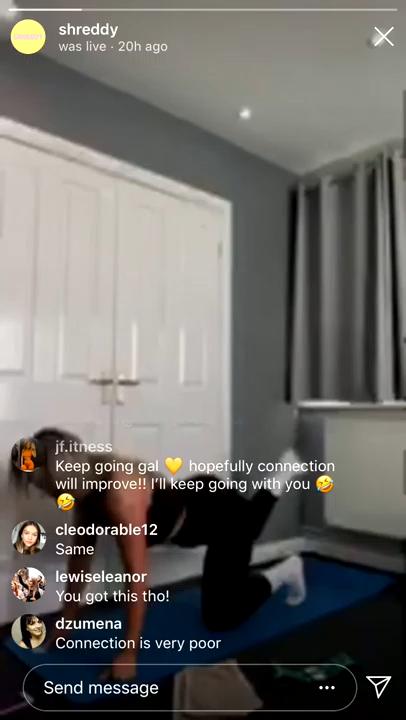 shreddy
was live · 20h ago
jf.itness
Keep going gal 💛 hopefully connection
will improve!! I'll keep going with you 🤣
🤣
cleodorable12
Same
lewiseleanor
You got this tho!
dzumena
Connection is very poor
Send message